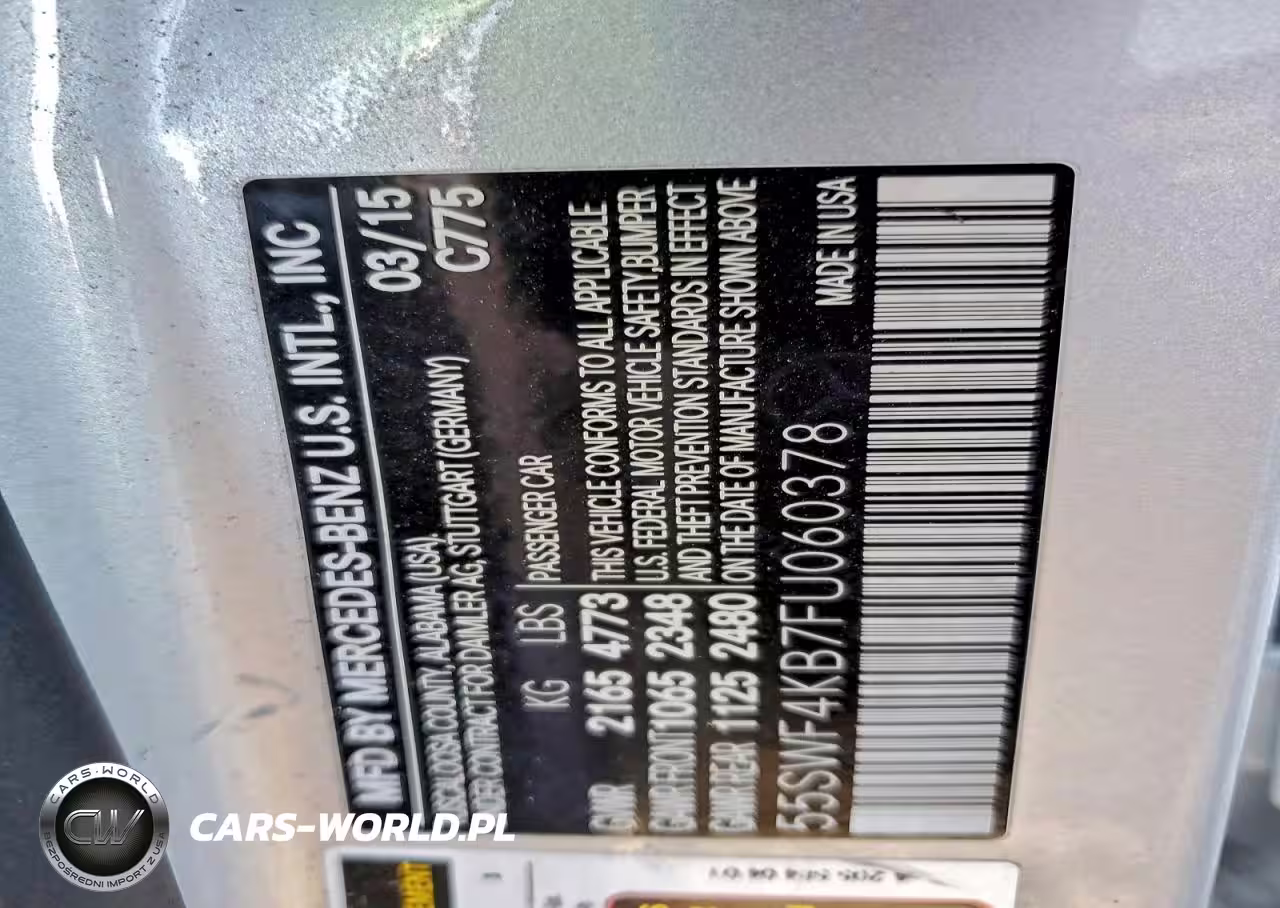 MFD BY MERCEDES-BENZ U.S. INTL., INC
TUSCALOOSA COUNTY, ALABAMA (USA). 03/15
UNDER CONTRACT FOR DAIMLER AG, STUTTGART (GERMANY) C775
KG LBS PASSENGER CAR
GVWR 2165 4773 THIS VEHICLE CONFORMS TO ALL APPLICABLE
GAWR FRONT 1065 2348 U.S. FEDERAL MOTOR VEHICLE SAFETY, BUMPER
GAWR REAR 1125 2480 AND THEFT PREVENTION STANDARDS IN EFFECT
ON THE DATE OF MANUFACTURE SHOWN ABOVE
55SWF4KB7FU060378 MADE IN USA
CARS-WORLD
CW
BEZPOŚREDNI IMPORT Z USA
CARS-WORLD.PL